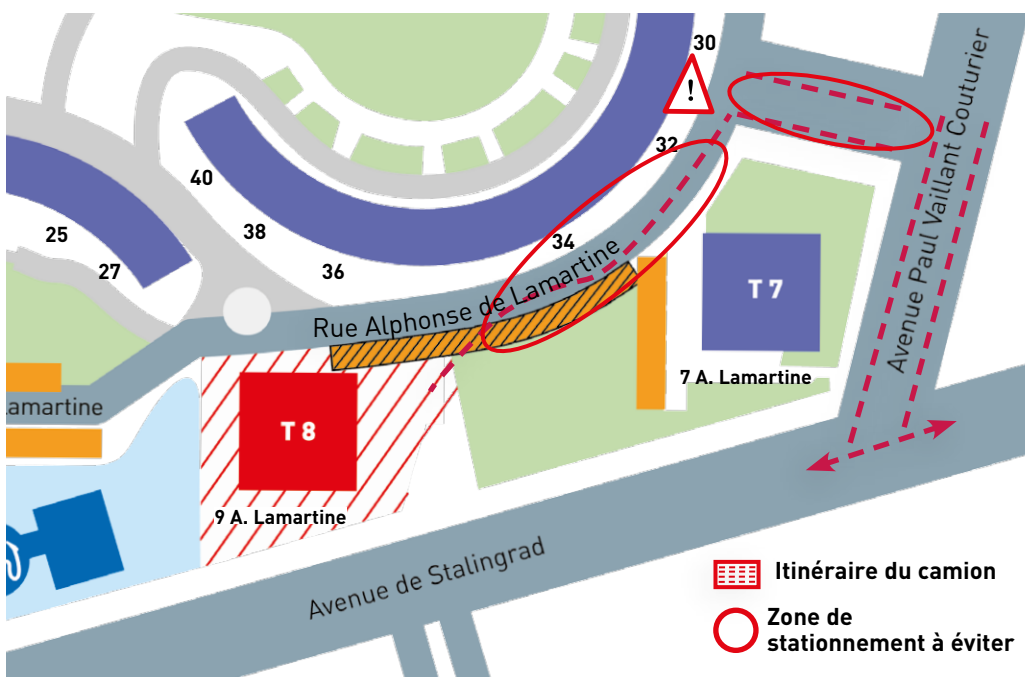 30
!
32
40
38
36
34
25
27
Avenue Paul Vaillant Couturier
Rue Alphonse de Lamartine
T 7
7 A. Lamartine
Lamartine
T 8
9 A. Lamartine
Avenue de Stalingrad
Itinéraire du camion
Zone de
stationnement à éviter